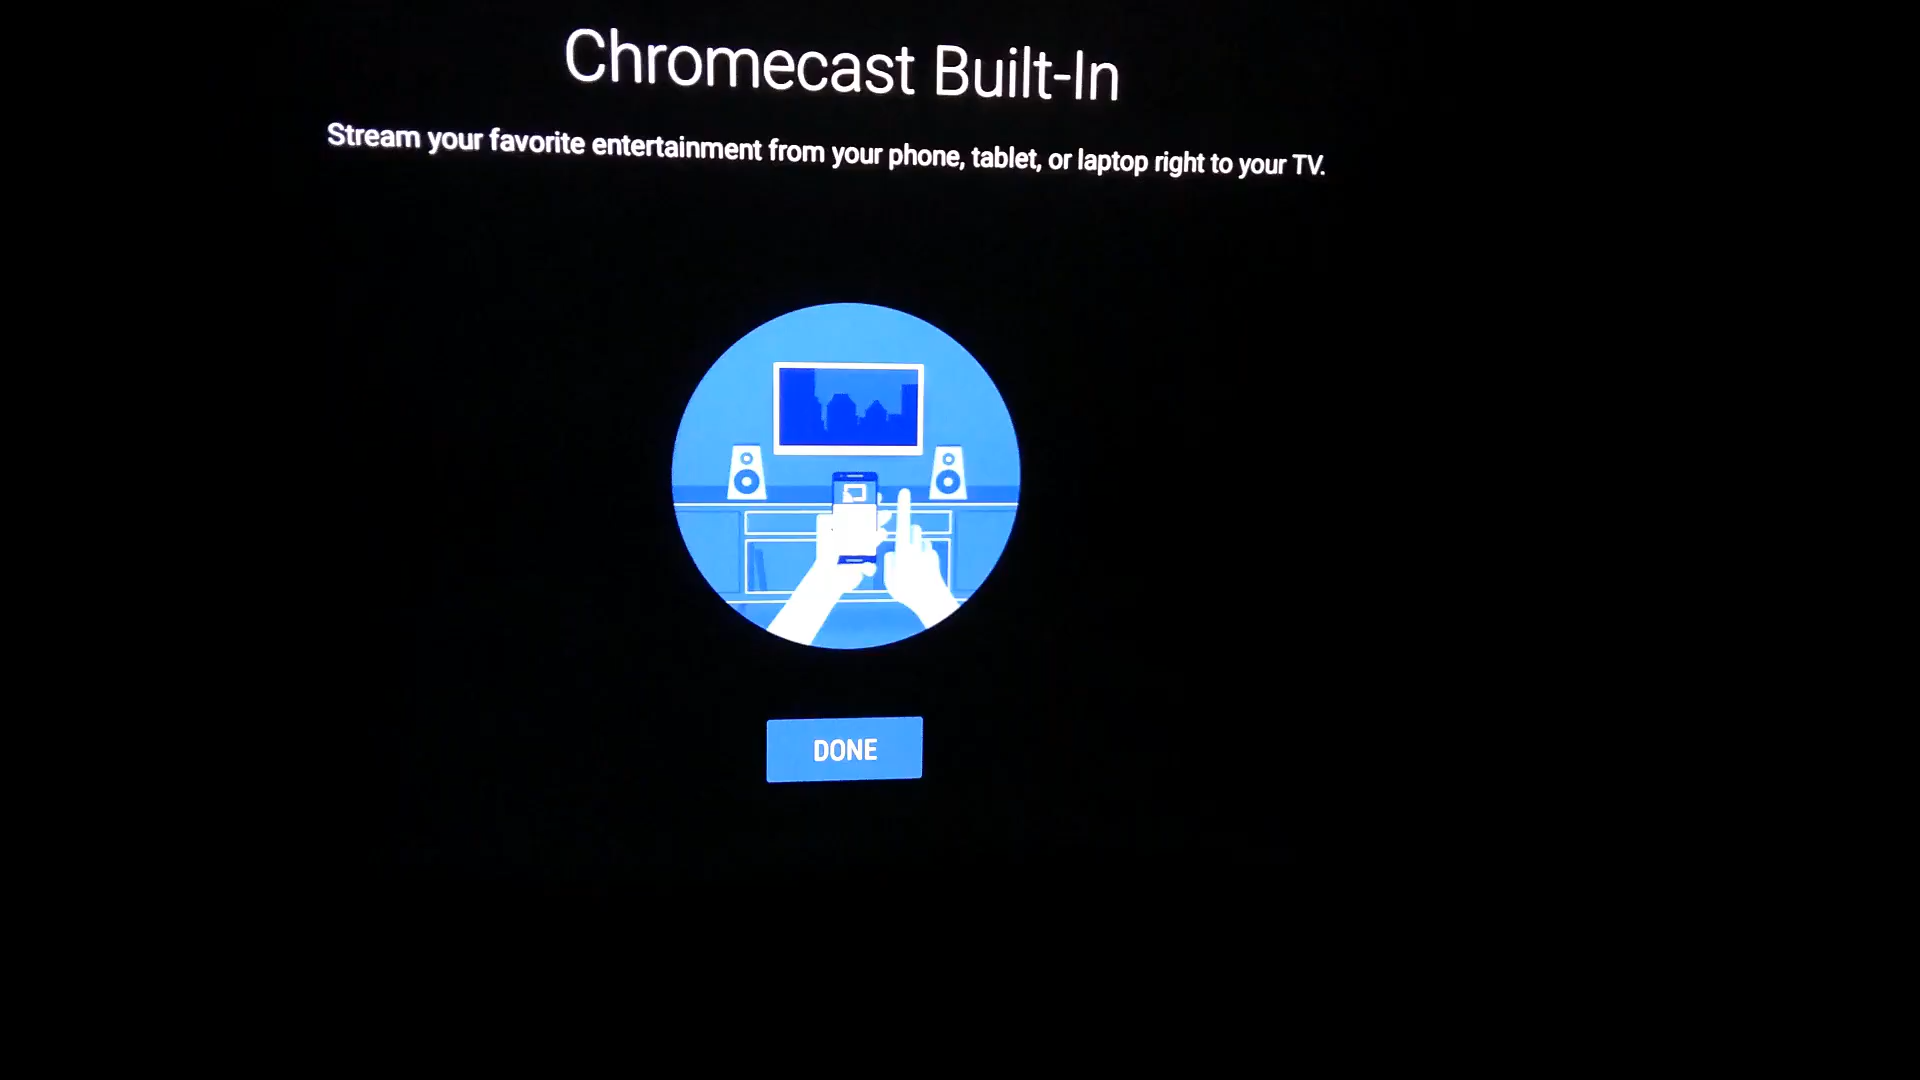 Chromecast Built-In
Stream your favorite entertainment from your phone, tablet, or laptop right to your TV.
DONE